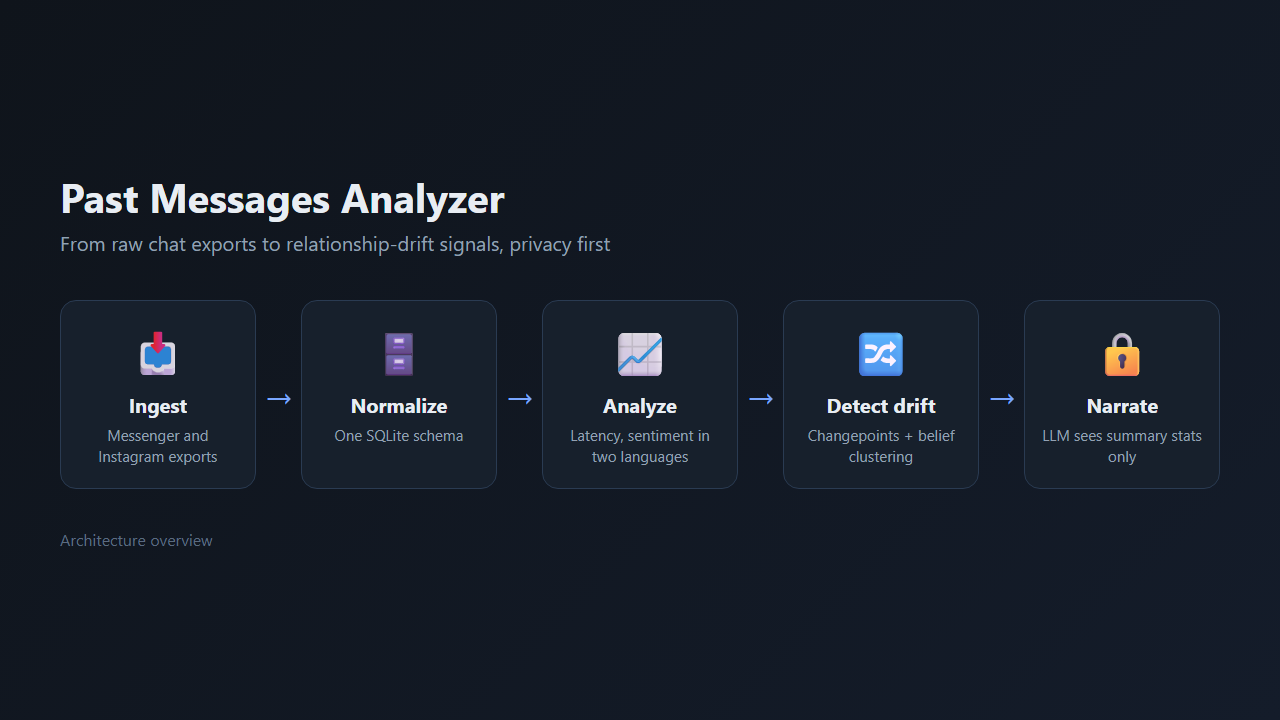 Past Messages Analyzer
From raw chat exports to relationship-drift signals, privacy first
Ingest
Messenger and
Instagram exports
→
Normalize
One SQLite schema
→
Analyze
Latency, sentiment in
two languages
→
Detect drift
Changepoints + belief
clustering
→
Narrate
LLM sees summary stats
only
Architecture overview